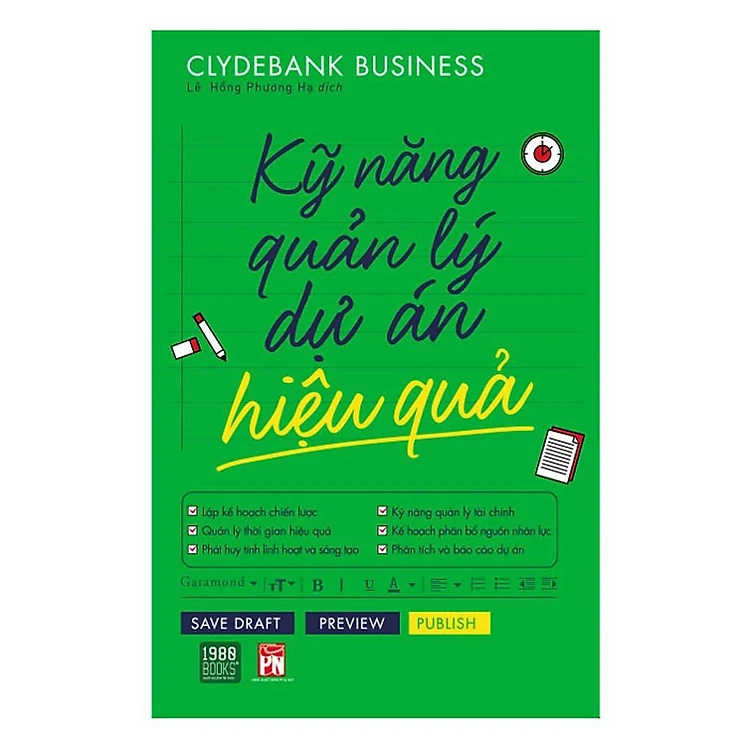 CLYDEBANK BUSINESS
Lê Hồng Phương Hạ dịch
Kỹ năng
quản lý
dự án
hiệu quả
Lập kế hoạch chiến lược
Kỹ năng quản lý tài chính
Quản lý thời gian hiệu quả
Kế hoạch phân bổ nguồn nhân lực
Phát huy tính linh hoạt và sáng tạo
Phân tích và báo cáo dự án
Garamond TT B I U A
SAVE DRAFT PREVIEW PUBLISH
1980
BOOKS
PN